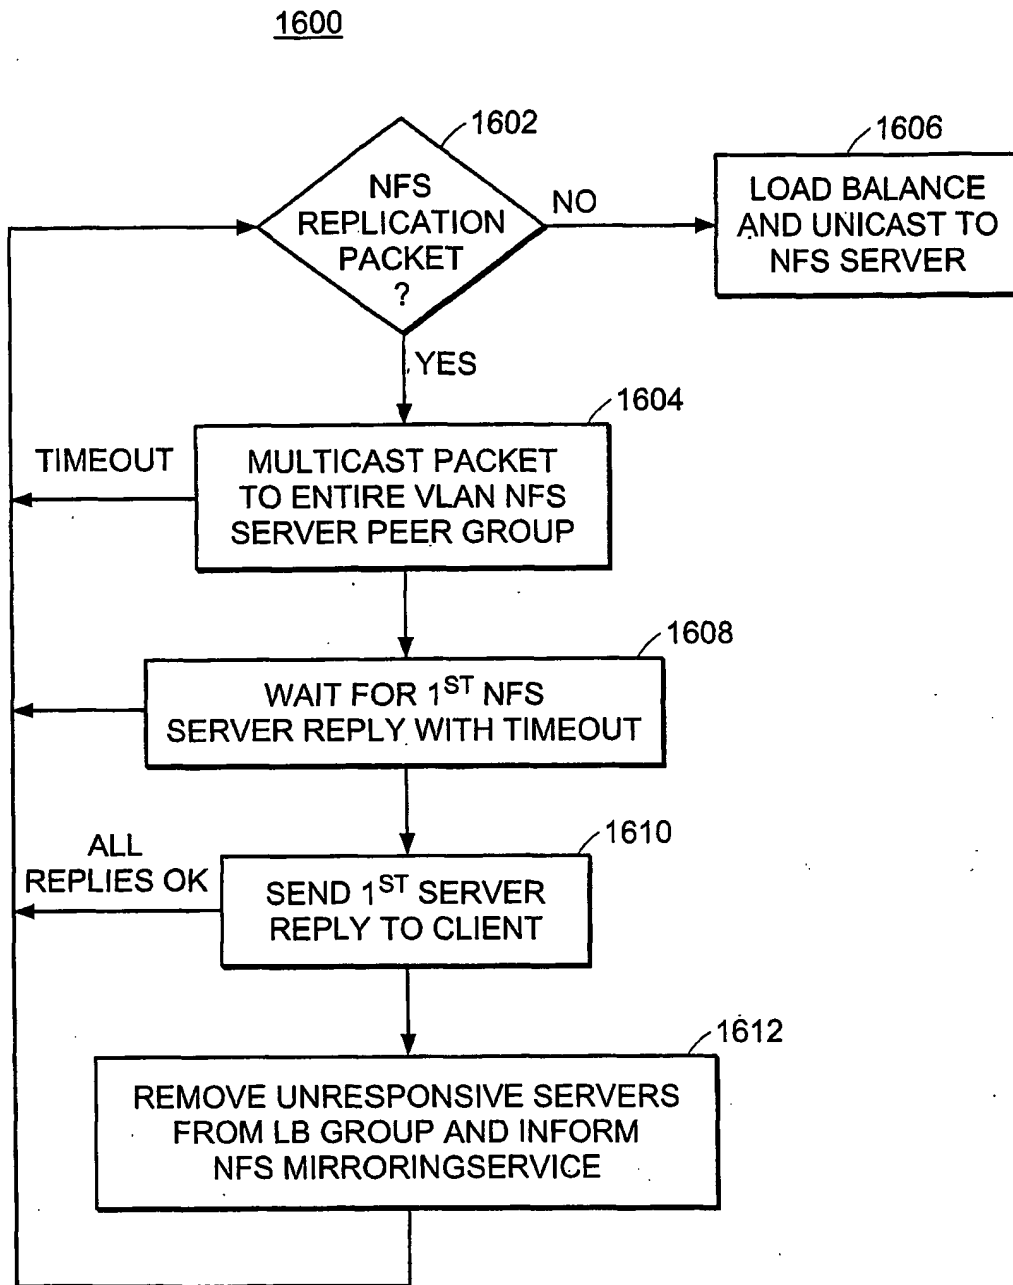 1600
1602
NFS
REPLICATION
PACKET
?
NO
1606
LOAD BALANCE
AND UNICAST TO
NFS SERVER
YES
1604
TIMEOUT
MULTICAST PACKET
TO ENTIRE VLAN NFS
SERVER PEER GROUP
1608
WAIT FOR 1ST NFS
SERVER REPLY WITH TIMEOUT
1610
ALL
REPLIES OK
SEND 1ST SERVER
REPLY TO CLIENT
1612
REMOVE UNRESPONSIVE SERVERS
FROM LB GROUP AND INFORM
NFS MIRRORINGSERVICE